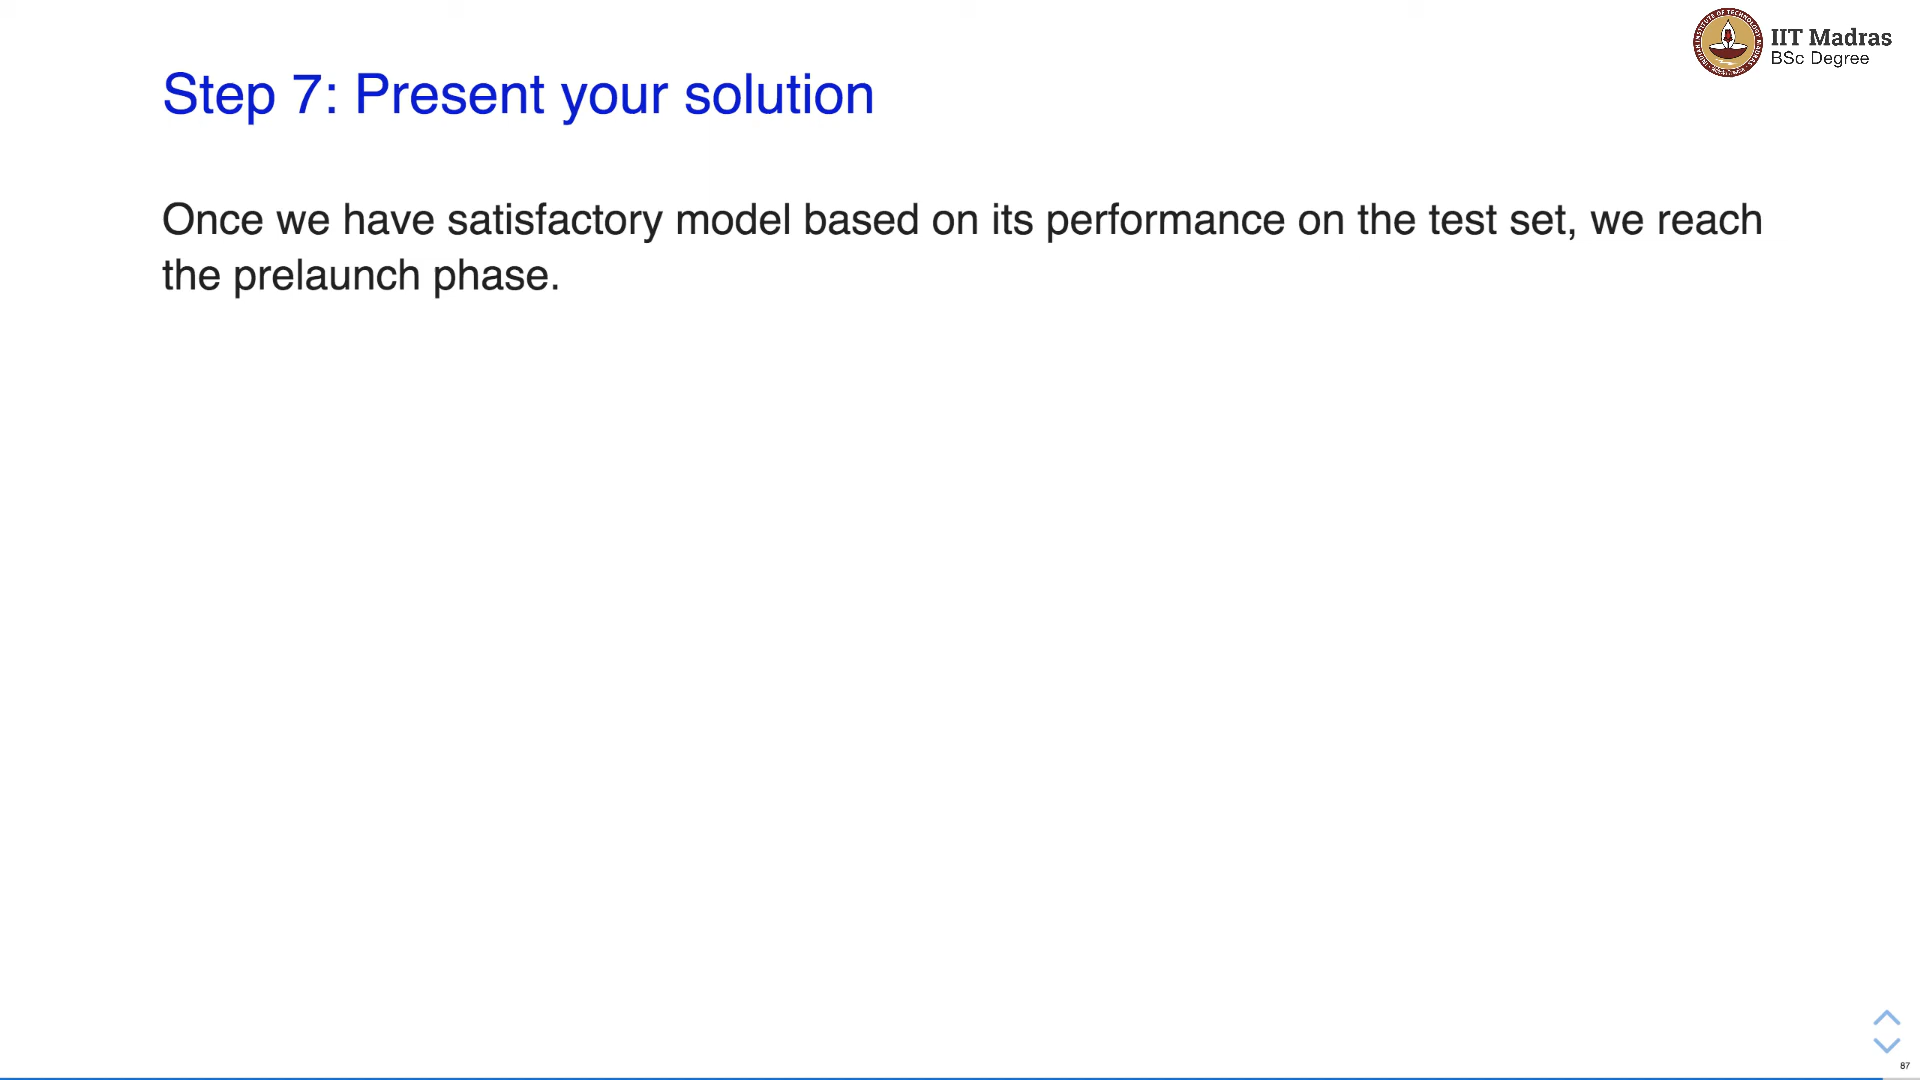 IIT Madras
BSc Degree
Step 7: Present your solution
Once we have satisfactory model based on its performance on the test set, we reach
the prelaunch phase.
87